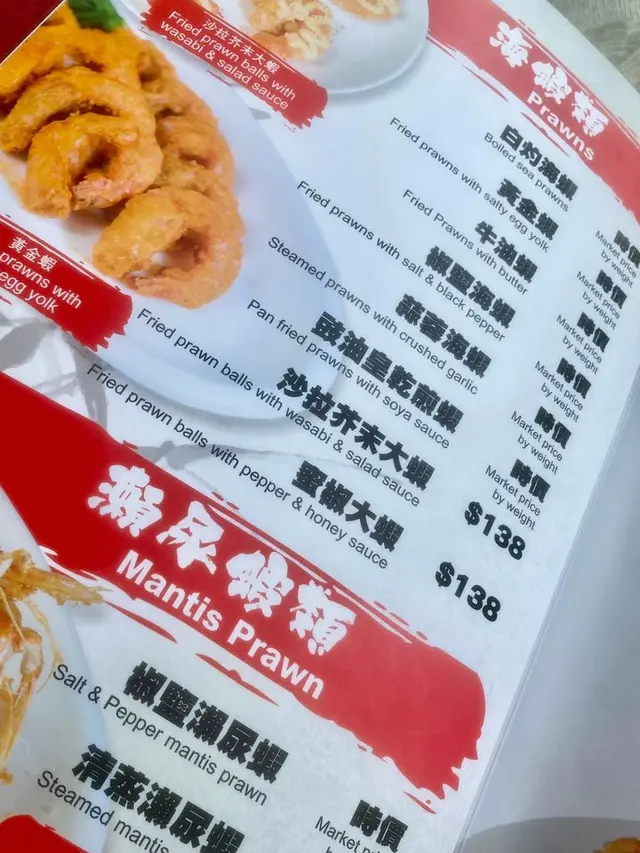 沙拉芥末大蝦
Fried prawn balls with
wasabi & salad sauce
海蝦類
Prawns
白灼海蝦
Boiled sea prawns
時價
Market price
by weight
黃金蝦
Fried prawns with salty egg yolk
時價
Market price
by weight
牛油蝦
Fried Prawns with butter
時價
Market price
by weight
椒鹽海蝦
Fried prawns with salt & black pepper
時價
Market price
by weight
蒜蓉海蝦
Steamed prawns with crushed garlic
時價
Market price
by weight
豉油皇乾煎蝦
Pan fried prawns with soya sauce
時價
Market price
by weight
沙拉芥末大蝦
Fried prawn balls with wasabi & salad sauce
$138
蜜椒大蝦
Fried prawn balls with pepper & honey sauce
$138
黃金蝦
prawns with
egg yolk
瀨尿蝦類
Mantis Prawn
椒鹽瀨尿蝦
Salt & Pepper mantis prawn
時價
Market price
清蒸瀨尿蝦
Steamed mantis